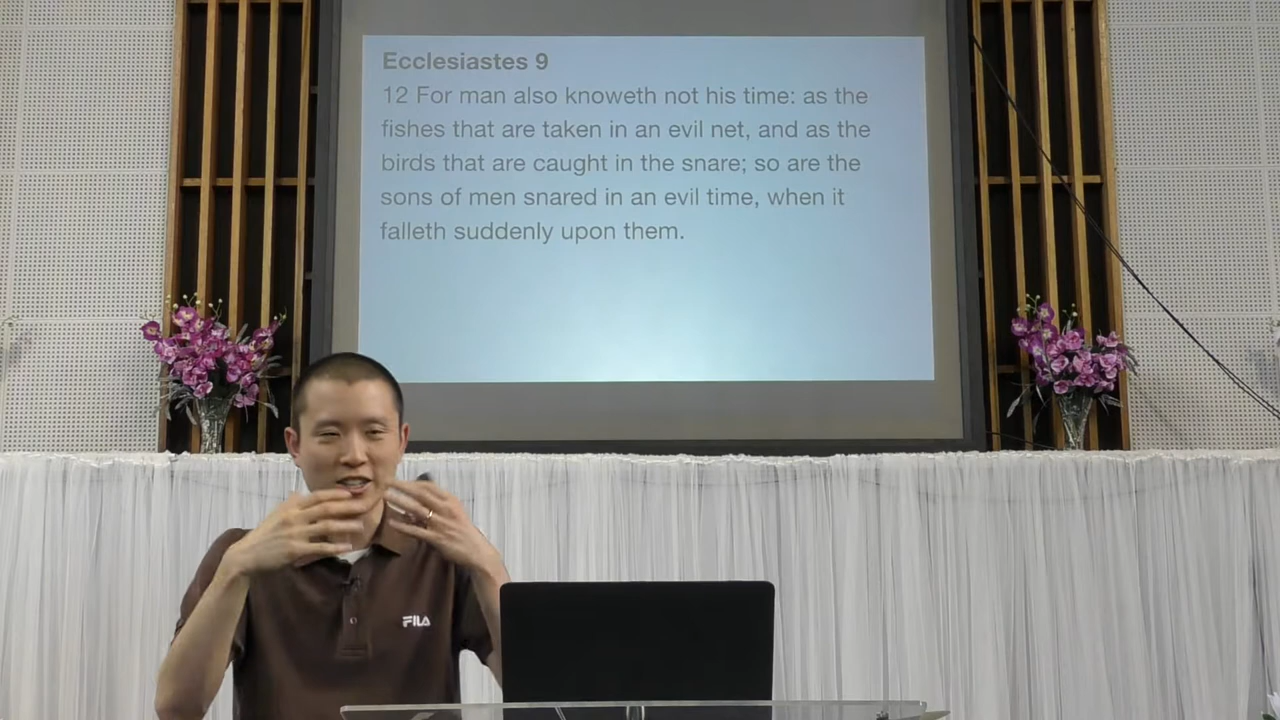 Ecclesiastes 9
12 For man also knoweth not his time: as the
fishes that are taken in an evil net, and as the
birds that are caught in the snare; so are the
sons of men snared in an evil time, when it
falleth suddenly upon them.
FILA